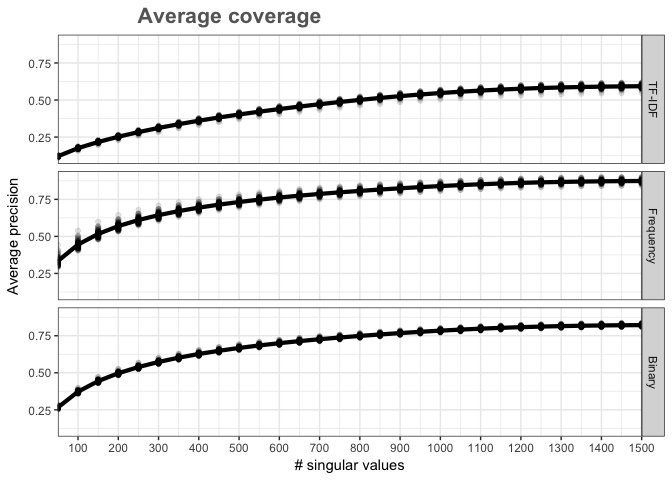 Average coverage
Average precision
0.75
0.50
0.25
TF-IDF
0.75
0.50
0.25
Frequency
0.75
0.50
0.25
Binary
100 200 300 400 500 600 700 800 900 1000 1100 1200 1300 1400 1500
# singular values